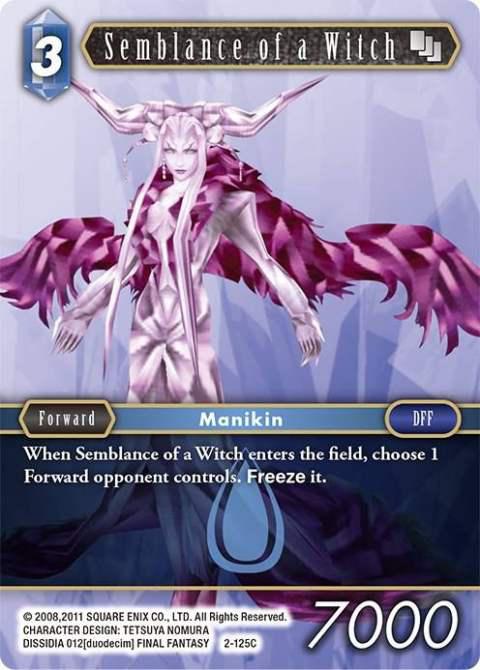 3
Semblance of a Witch
Forward
Manikin
DFF
When Semblance of a Witch enters the field, choose 1
Forward opponent controls. Freeze it.
© 2008,2011 SQUARE ENIX CO., LTD. All Rights Reserved.
CHARACTER DESIGN: TETSUYA NOMURA
DISSIDIA 012[duodecim] FINAL FANTASY
2-125C
7000